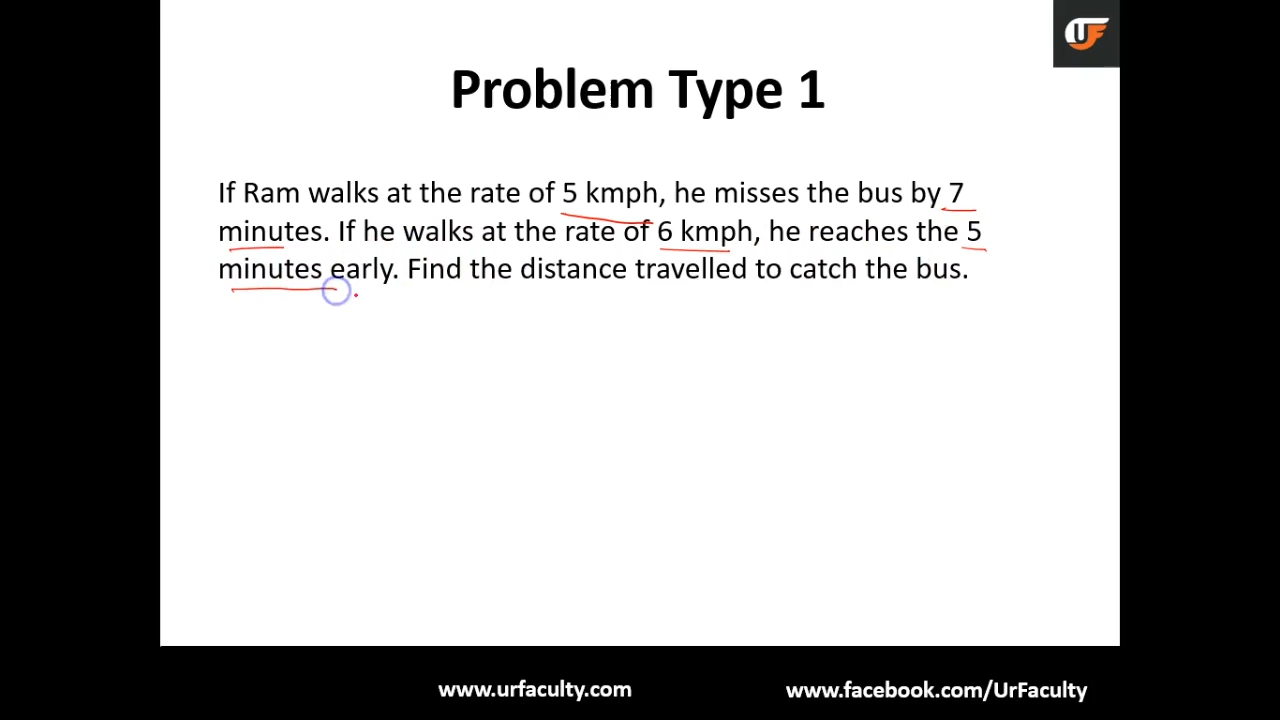 UF
Problem Type 1
If Ram walks at the rate of 5 kmph, he misses the bus by 7
minutes. If he walks at the rate of 6 kmph, he reaches the 5
minutes early. Find the distance travelled to catch the bus.
www.urfaculty.com
www.facebook.com/UrFaculty